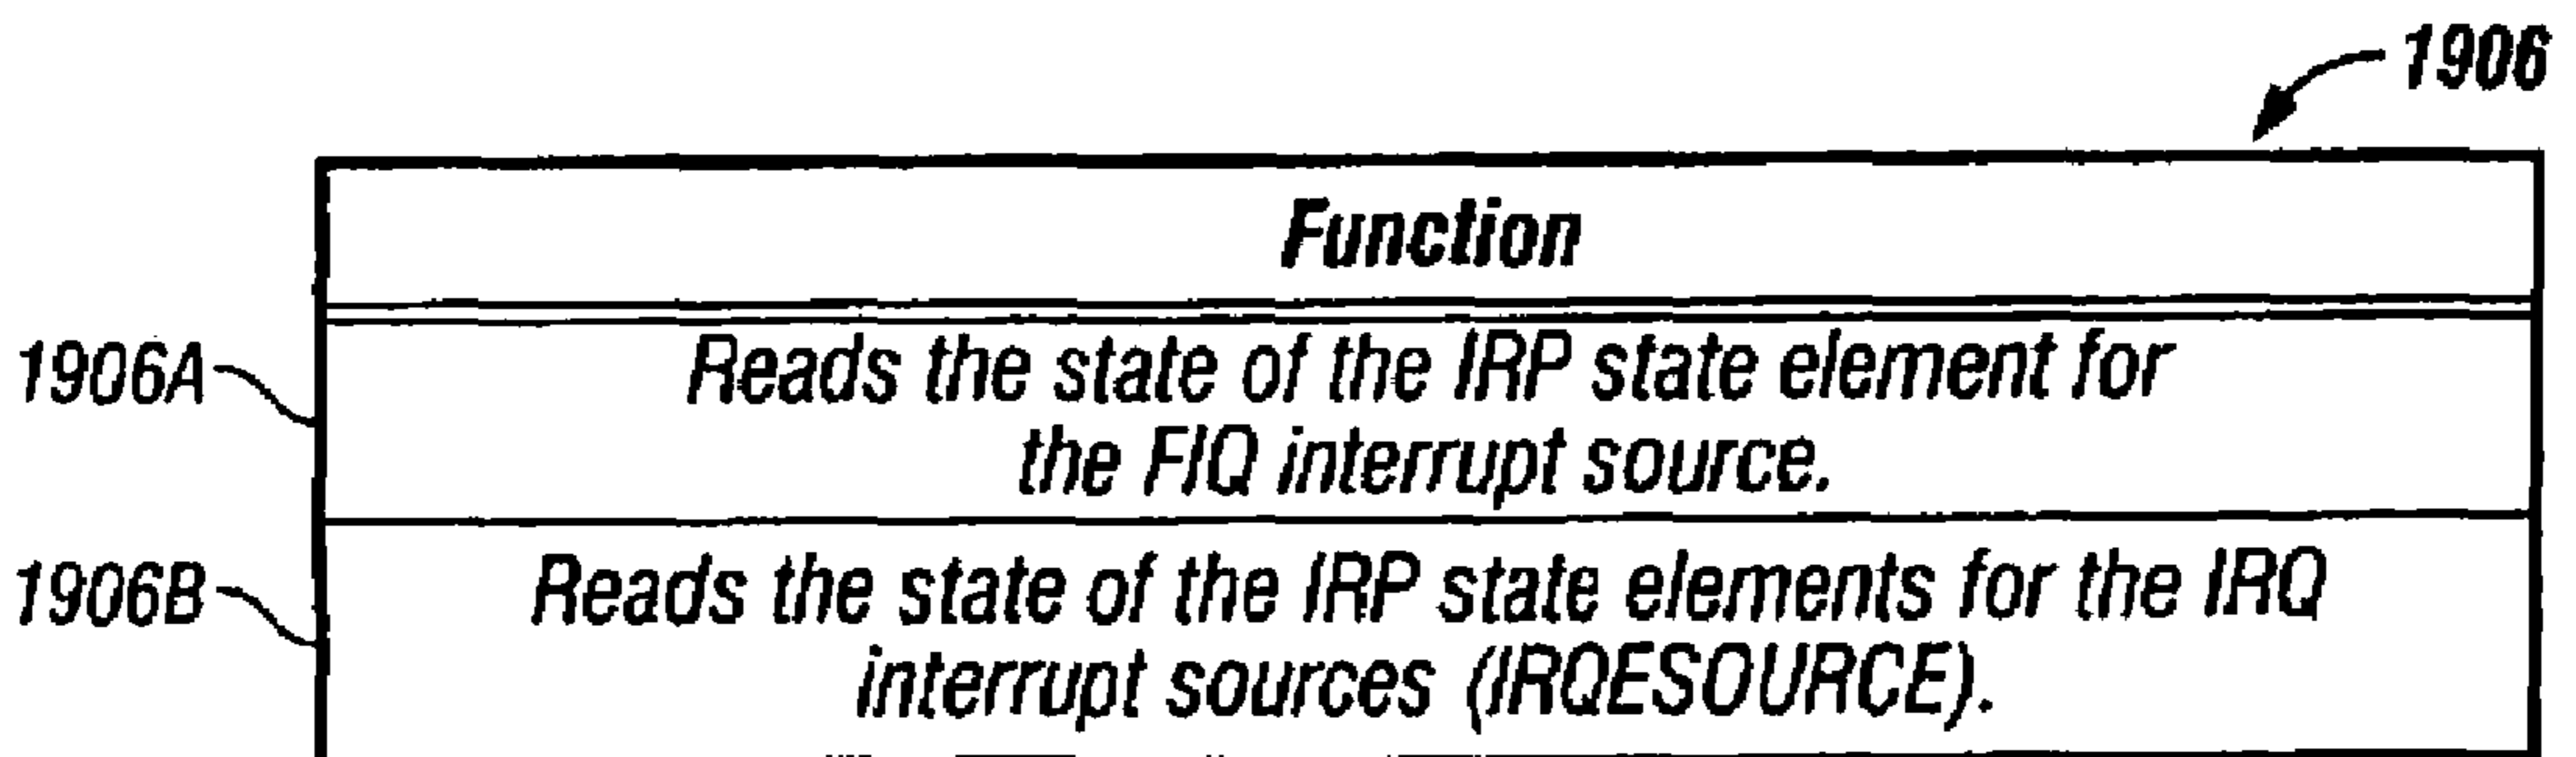 1906
Function
1906A
Reads the state of the IRP state element for
the FIQ interrupt source.
1906B
Reads the state of the IRP state elements for the IRQ
interrupt sources (IRQESOURCE).